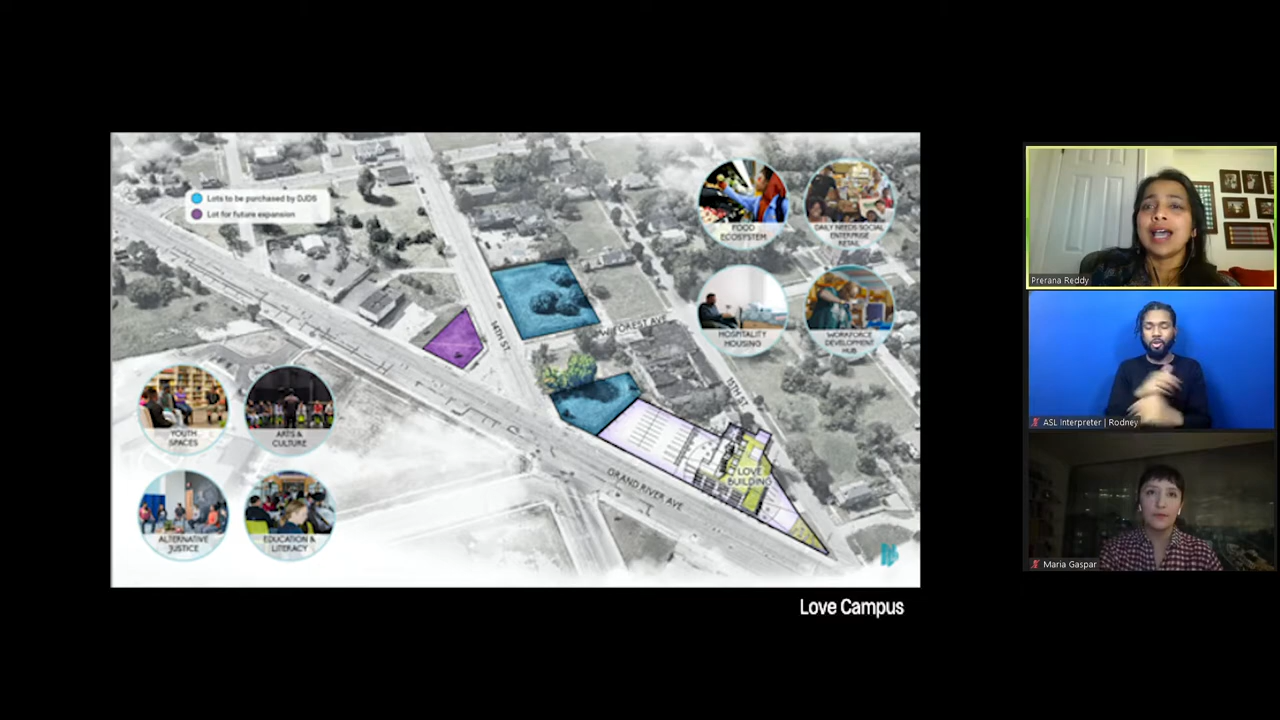 Lots to be purchased by DJDS
Lot for future expansion
FOOD
ECOSYSTEM
DAILY NEEDS/SOCIAL
ENTERPRISE
RETAIL
HOSPITALITY
HOUSING
WORKFORCE
DEVELOPMENT
HUB
14TH ST.
W FOREST AVE
15TH ST.
LOVE
BUILDING
GRAND RIVER AVE
YOUTH
SPACES
ARTS &
CULTURE
ALTERNATIVE
JUSTICE
EDUCATION &
LITERACY
Love Campus
Prerana Reddy
ASL Interpreter | Rodney
Maria Gaspar